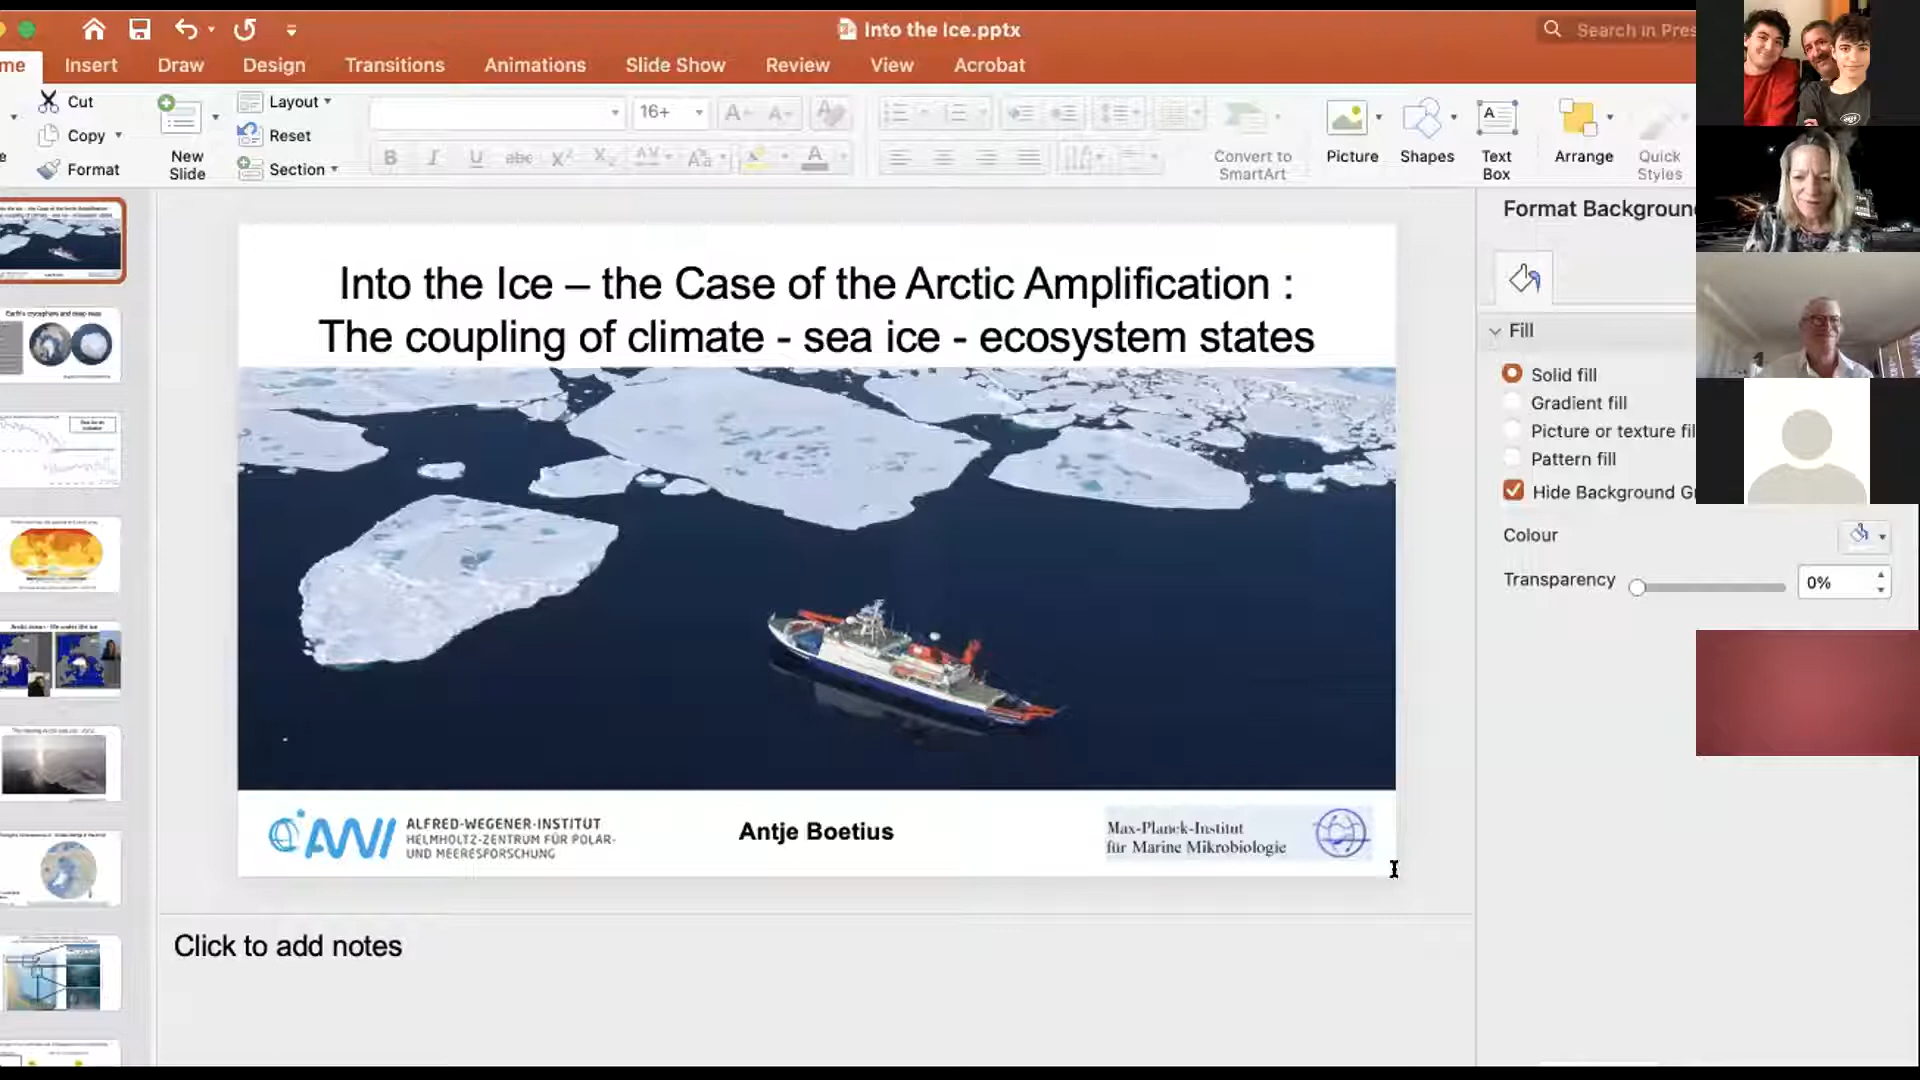 Into the Ice.pptx
Search in Pres
me
Insert
Draw
Design
Transitions
Animations
Slide Show
Review
View
Acrobat
Cut
Copy
Format
New
Slide
Layout
Reset
Section
16+
Convert to
SmartArt
Picture
Shapes
Text
Box
Arrange
Quick
Styles
Into the Ice – the Case of the Arctic Amplification :
The coupling of climate - sea ice - ecosystem states
ALFRED-WEGENER-INSTITUT
HELMHOLTZ-ZENTRUM FÜR POLAR-
UND MEERESFORSCHUNG
AWI
Antje Boetius
Max-Planck-Institut
für Marine Mikrobiologie
Click to add notes
Format Backgroun
Fill
Solid fill
Gradient fill
Picture or texture fil
Pattern fill
Hide Background Gr
Colour
Transparency
0%